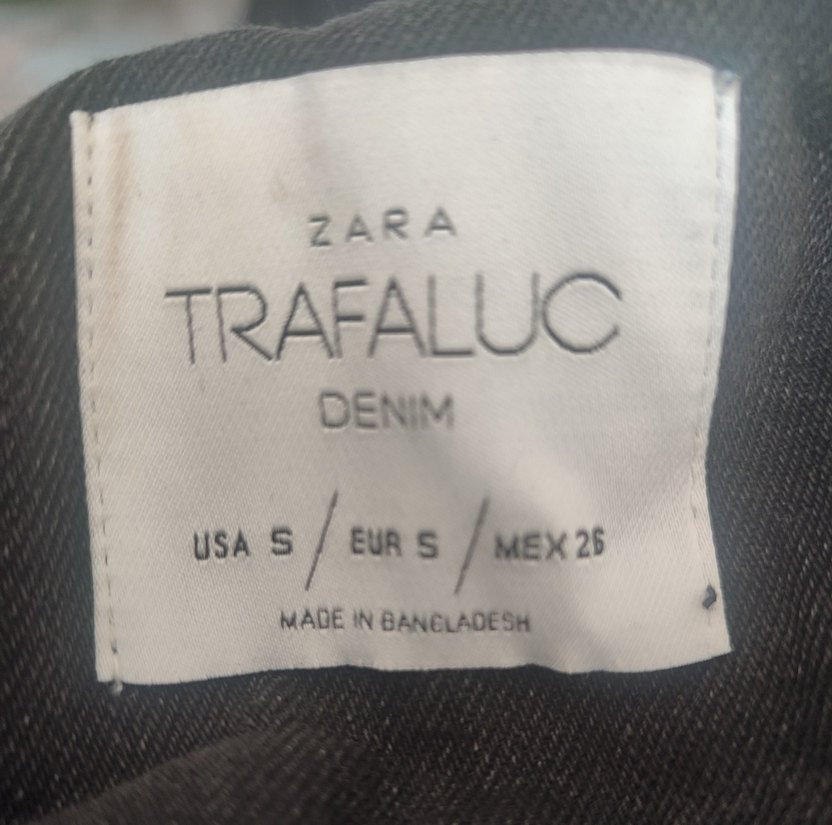 ZARA
TRAFALUC
DENIM
USA S / EUR S / MEX 26
MADE IN BANGLADESH